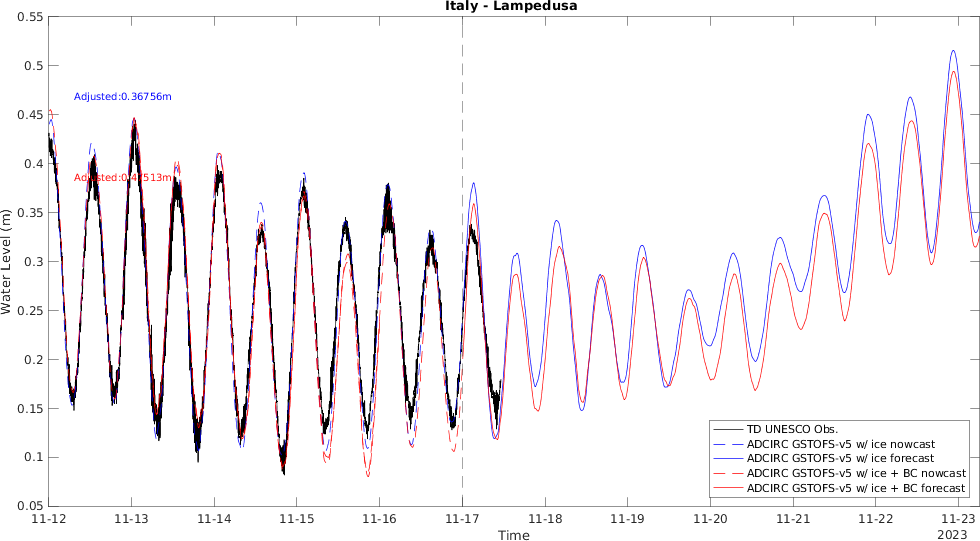 Italy - Lampedusa
0.55
0.5
0.45
0.4
0.35
0.3
0.25
0.2
0.15
0.1
0.05
Water Level (m)
Adjusted:0.36756m
Adjusted:0.47513m
TD UNESCO Obs.
ADCIRC GSTOFS-v5 w/ ice nowcast
ADCIRC GSTOFS-v5 w/ ice forecast
ADCIRC GSTOFS-v5 w/ ice + BC nowcast
ADCIRC GSTOFS-v5 w/ ice + BC forecast
11-12 11-13 11-14 11-15 11-16 11-17 11-18 11-19 11-20 11-21 11-22 11-23
Time
2023